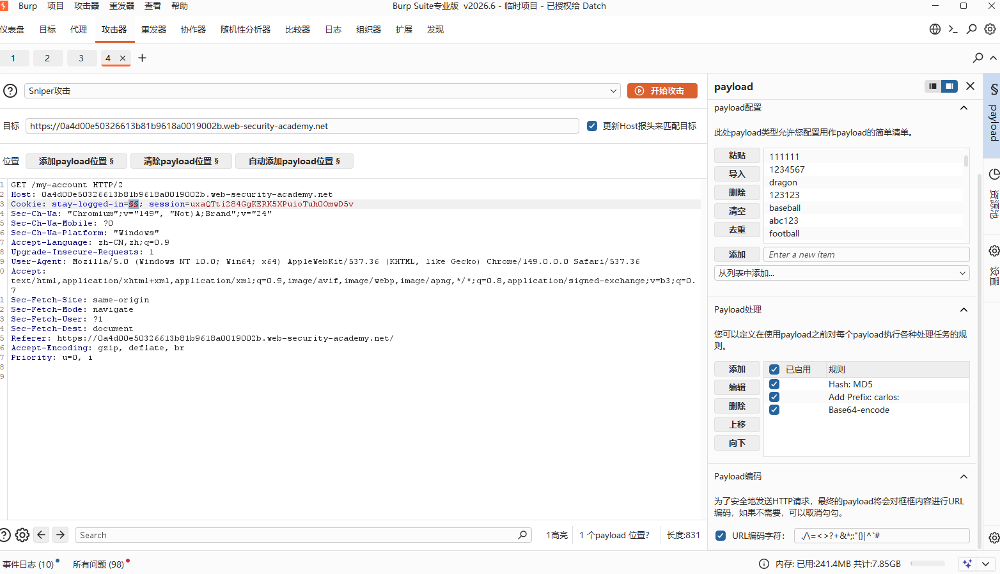 Burp 项目 攻击器 重发器 查看 帮助 Burp Suite专业版 v2026.6 - 临时项目 - 已授权给 Datch
仪表盘 目标 代理 攻击器 重发器 协作器 随机性分析器 比较器 日志 组织器 扩展 发现
1 2 3 4 × +
Sniper攻击 开始攻击
目标 https://0a4d00e50326613b81b9618a0019002b.web-security-academy.net 更新Host报头来匹配目标
位置 添加payload位置 § 清除payload位置 § 自动添加payload位置 §
1 GET /my-account HTTP/2
2 Host: 0a4d00e50326613b81b9618a0019002b.web-security-academy.net
3 Cookie: stay-logged-in=§§; session=uxaQTti284GgKERK5XPuioTuh0OmwD5v
4 Sec-Ch-Ua: "Chromium";v="149", "Not)A;Brand";v="24"
5 Sec-Ch-Ua-Mobile: ?0
6 Sec-Ch-Ua-Platform: "Windows"
7 Accept-Language: zh-CN,zh;q=0.9
8 Upgrade-Insecure-Requests: 1
9 User-Agent: Mozilla/5.0 (Windows NT 10.0; Win64; x64) AppleWebKit/537.36 (KHTML, like Gecko) Chrome/149.0.0.0 Safari/537.36
0 Accept:
text/html,application/xhtml+xml,application/xml;q=0.9,image/avif,image/webp,image/apng,*/*;q=0.8,application/signed-exchange;v=b3;q=0.
7
1 Sec-Fetch-Site: same-origin
2 Sec-Fetch-Mode: navigate
3 Sec-Fetch-User: ?1
4 Sec-Fetch-Dest: document
5 Referer: https://0a4d00e50326613b81b9618a0019002b.web-security-academy.net/
6 Accept-Encoding: gzip, deflate, br
7 Priority: u=0, i
8
9
Search 1高亮 1 个payload 位置? 长度:831
payload
payload配置
此处payload类型允许您配置用作payload的简单清单。
粘贴
导入
删除
清空
去重
111111
1234567
dragon
123123
baseball
abc123
football
添加 Enter a new item
从列表中添加...
Payload处理
您可以定义在使用payload之前对每个payload执行各种处理任务的规
则。
添加
编辑
删除
上移
向下
已启用 规则
Hash: MD5
Add Prefix: carlos:
Base64-encode
Payload编码
为了安全地发送HTTP请求，最终的payload将会对框框内容进行URL
编码，如果不需要，可以取消勾勾。
URL编码字符： ./\=<>?+&*;:"{}|^`#
§ payload
资源池
设置
事件日志 (10) 所有问题 (98) 内存: 已用:241.4MB 共计:7.85GB